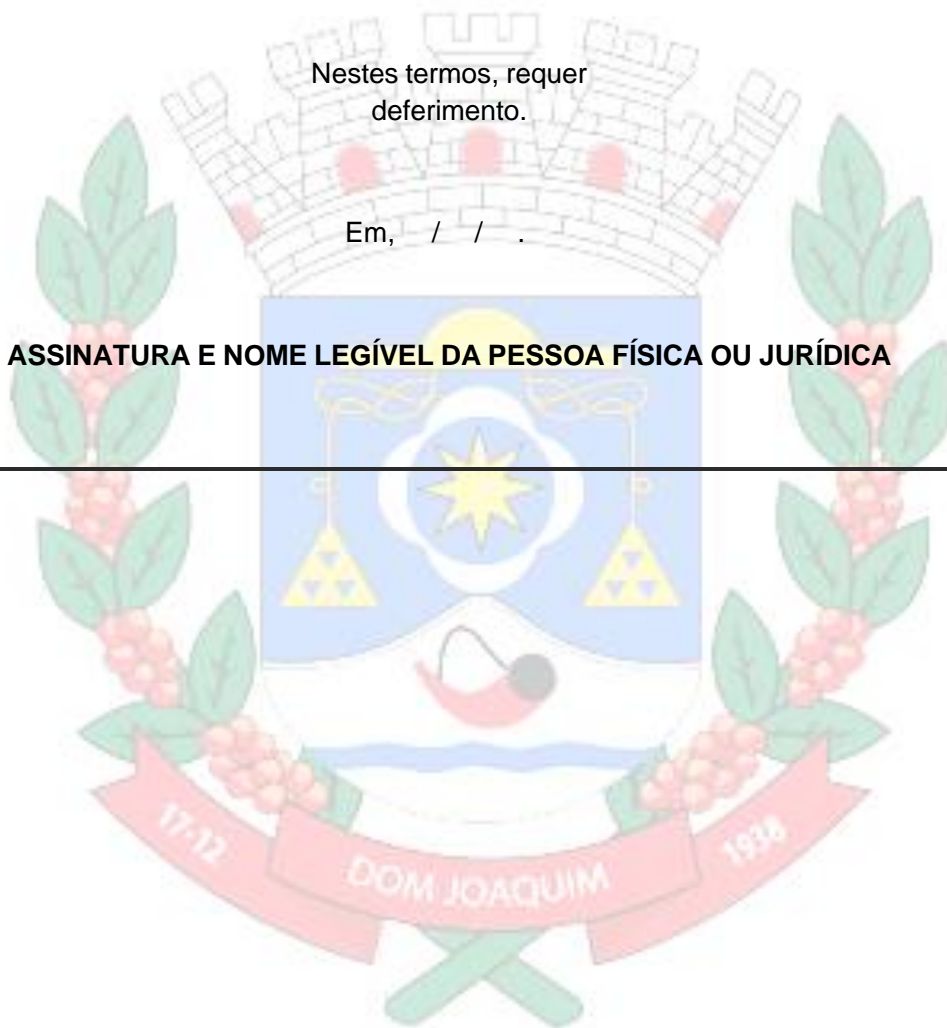 Nestes termos, requer
deferimento.
Em, / / .
ASSINATURA E NOME LEGÍVEL DA PESSOA FÍSICA OU JURÍDICA
17-12
DOM JOAQUIM
1938